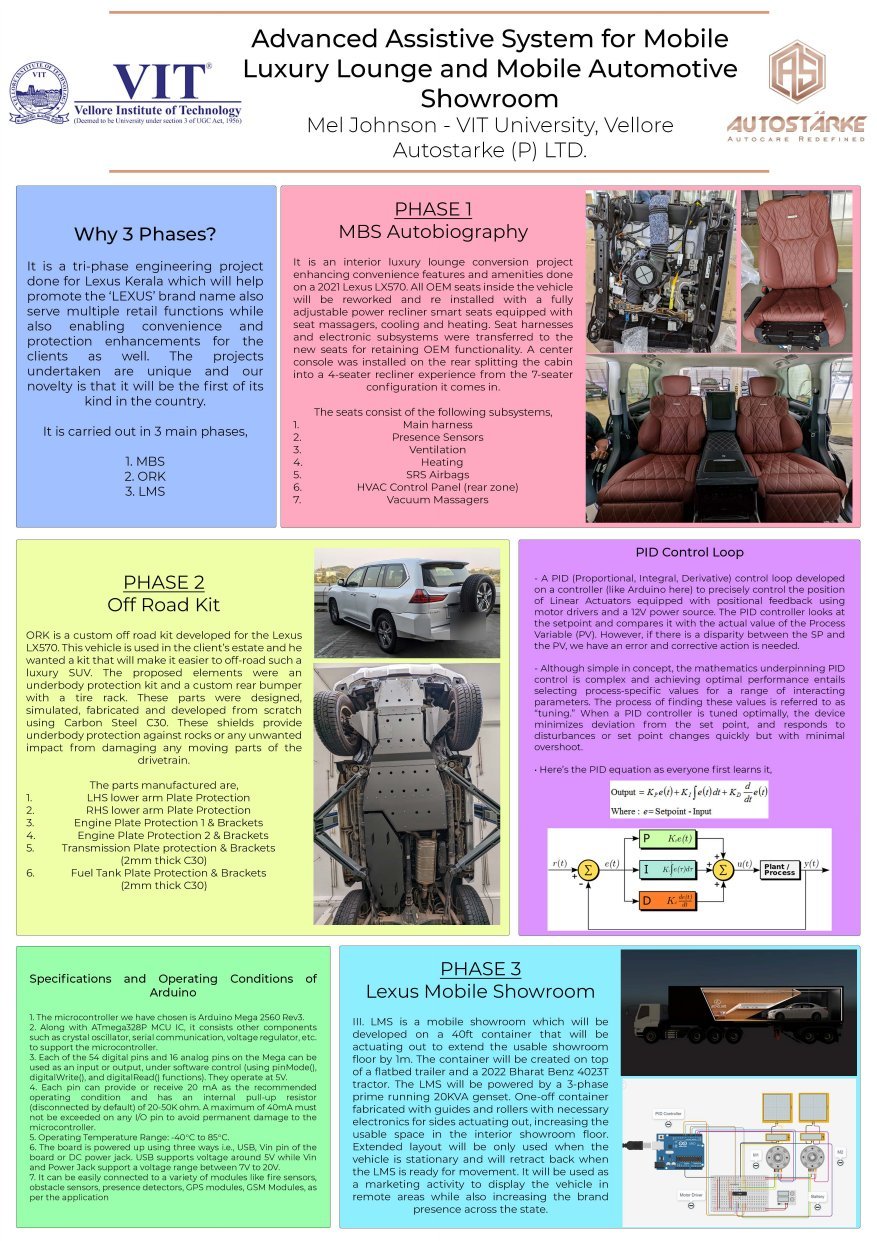 Advanced Assistive System for Mobile
Luxury Lounge and Mobile Automotive
Showroom
Mel Johnson - VIT University, Vellore
Autostarke (P) LTD.
VIT
VIT®
Vellore Institute of Technology
(Deemed to be University under section 3 of UGC Act, 1956)
AUTOSTÄRKE
AUTOCARE REDEFINED
Why 3 Phases?
It is a tri-phase engineering project
done for Lexus Kerala which will help
promote the ‘LEXUS’ brand name also
serve multiple retail functions while
also enabling convenience and
protection enhancements for the
clients as well. The projects
undertaken are unique and our
novelty is that it will be the first of its
kind in the country.
It is carried out in 3 main phases,
1. MBS
2. ORK
3. LMS
PHASE 1
MBS Autobiography
It is an interior luxury lounge conversion project
enhancing convenience features and amenities done
on a 2021 Lexus LX570. All OEM seats inside the vehicle
will be reworked and re installed with a fully
adjustable power recliner smart seats equipped with
seat massagers, cooling and heating. Seat harnesses
and electronic subsystems were transferred to the
new seats for retaining OEM functionality. A center
console was installed on the rear splitting the cabin
into a 4-seater recliner experience from the 7-seater
configuration it comes in.
The seats consist of the following subsystems,
1. Main harness
2. Presence Sensors
3. Ventilation
4. Heating
5. SRS Airbags
6. HVAC Control Panel (rear zone)
7. Vacuum Massagers
PHASE 2
Off Road Kit
ORK is a custom off road kit developed for the Lexus
LX570. This vehicle is used in the client’s estate and he
wanted a kit that will make it easier to off-road such a
luxury SUV. The proposed elements were an
underbody protection kit and a custom rear bumper
with a tire rack. These parts were designed,
simulated, fabricated and developed from scratch
using Carbon Steel C30. These shields provide
underbody protection against rocks or any unwanted
impact from damaging any moving parts of the
drivetrain.
The parts manufactured are,
1. LHS lower arm Plate Protection
2. RHS lower arm Plate Protection
3. Engine Plate Protection 1 & Brackets
4. Engine Plate Protection 2 & Brackets
5. Transmission Plate protection & Brackets
(2mm thick C30)
6. Fuel Tank Plate Protection & Brackets
(2mm thick C30)
PID Control Loop
- A PID (Proportional, Integral, Derivative) control loop developed
on a controller (like Arduino here) to precisely control the position
of Linear Actuators equipped with positional feedback using
motor drivers and a 12V power source. The PID controller looks at
the setpoint and compares it with the actual value of the Process
Variable (PV). However, if there is a disparity between the SP and
the PV, we have an error and corrective action is needed.
- Although simple in concept, the mathematics underpinning PID
control is complex and achieving optimal performance entails
selecting process-specific values for a range of interacting
parameters. The process of finding these values is referred to as
“tuning.” When a PID controller is tuned optimally, the device
minimizes deviation from the set point, and responds to
disturbances or set point changes quickly but with minimal
overshoot.
• Here’s the PID equation as everyone first learns it,
Output = K_P e(t) + K_I ∫ e(t) dt + K_D d/dt e(t)
Where : e = Setpoint - Input
P K_p e(t)
r(t) + Σ e(t) I K_i ∫e(τ)dτ + Σ u(t) Plant / Process y(t)
D K_d de(t)/dt
Specifications and Operating Conditions of
Arduino
1. The microcontroller we have chosen is Arduino Mega 2560 Rev3.
2. Along with ATmega328P MCU IC, it consists other components
such as crystal oscillator, serial communication, voltage regulator, etc.
to support the microcontroller.
3. Each of the 54 digital pins and 16 analog pins on the Mega can be
used as an input or output, under software control (using pinMode(),
digitalWrite(), and digitalRead() functions). They operate at 5V.
4. Each pin can provide or receive 20 mA as the recommended
operating condition and has an internal pull-up resistor
(disconnected by default) of 20-50K ohm. A maximum of 40mA must
not be exceeded on any I/O pin to avoid permanent damage to the
microcontroller.
5. Operating Temperature Range: -40°C to 85°C.
6. The board is powered up using three ways i.e., USB, Vin pin of the
board or DC power jack. USB supports voltage around 5V while Vin
and Power Jack support a voltage range between 7V to 20V.
7. It can be easily connected to a variety of modules like fire sensors,
obstacle sensors, presence detectors, GPS modules, GSM Modules, as
per the application
PHASE 3
Lexus Mobile Showroom
III. LMS is a mobile showroom which will be
developed on a 40ft container that will be
actuating out to extend the usable showroom
floor by 1m. The container will be created on top
of a flatbed trailer and a 2022 Bharat Benz 4023T
tractor. The LMS will be powered by a 3-phase
prime running 20KVA genset. One-off container
fabricated with guides and rollers with necessary
electronics for sides actuating out, increasing the
usable space in the interior showroom floor.
Extended layout will be only used when the
vehicle is stationary and will retract back when
the LMS is ready for movement. It will be used as
a marketing activity to display the vehicle in
remote areas while also increasing the brand
presence across the state.
PID Controller
M1
M2
Motor Driver
Battery